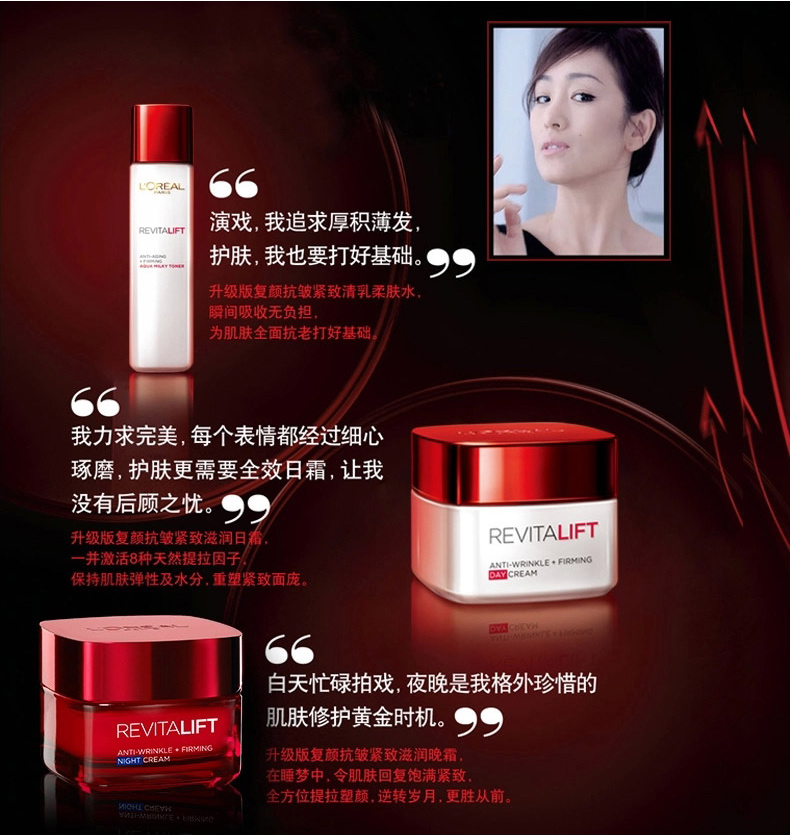 L'ORÉAL
PARIS
REVITALIFT
ANTI-AGING
+ FIRMING
AQUA MILKY TONER
“
演戏,我追求厚积薄发,
护肤,我也要打好基础。”
升级版复颜抗皱紧致清乳柔肤水,
瞬间吸收无负担,
为肌肤全面抗老打好基础。
“
我力求完美,每个表情都经过细心
琢磨,护肤更需要全效日霜,让我
没有后顾之忧。”
升级版复颜抗皱紧致滋润日霜,
一并激活8种天然提拉因子,
保持肌肤弹性及水分,重塑紧致面庞。
REVITALIFT
ANTI-WRINKLE + FIRMING
DAY CREAM
L'ORÉAL
REVITALIFT
ANTI-WRINKLE + FIRMING
NIGHT CREAM
“
白天忙碌拍戏,夜晚是我格外珍惜的
肌肤修护黄金时机。”
升级版复颜抗皱紧致滋润晚霜,
在睡梦中,令肌肤回复饱满紧致,
全方位提拉塑颜,逆转岁月,更胜从前。